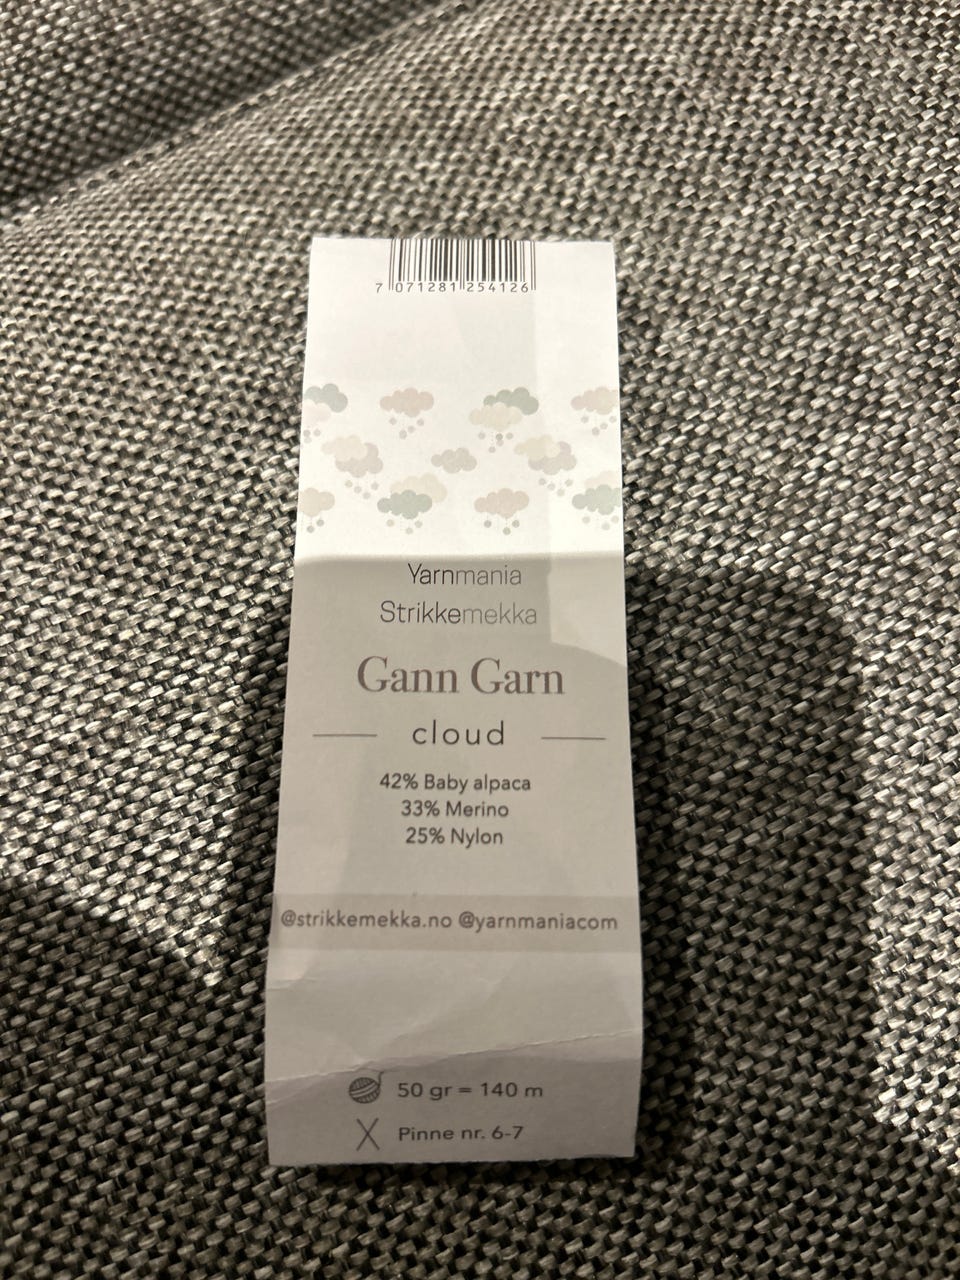 7 071281 254126
Yarnmania
Strikkemekka
Gann Garn
cloud
42% Baby alpaca
33% Merino
25% Nylon
@strikkemekka.no @yarnmaniacom
50 gr = 140 m
Pinne nr. 6-7